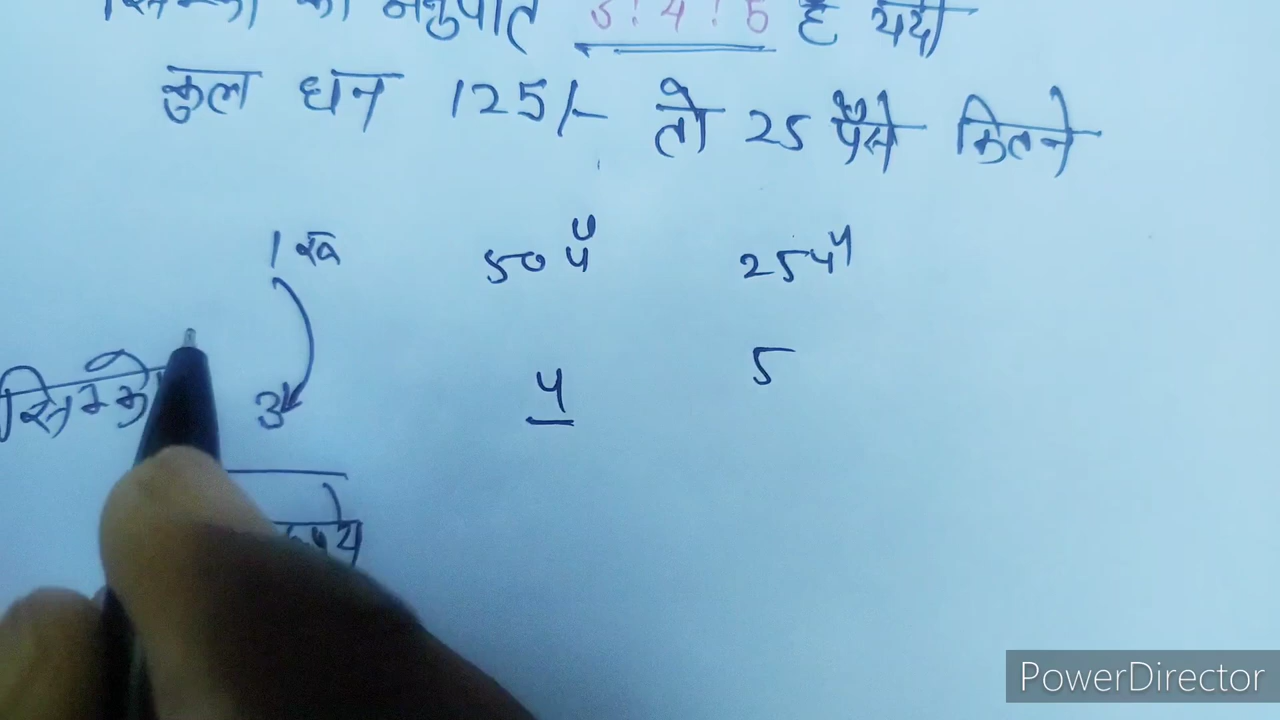 सिक्कों का अनुपात 3:4:5 है यदी
कुल धन 125/- तो 25 पैसे कितने
1 रू 50 पै 25 पै
सिक्के 3 4 5
PowerDirector